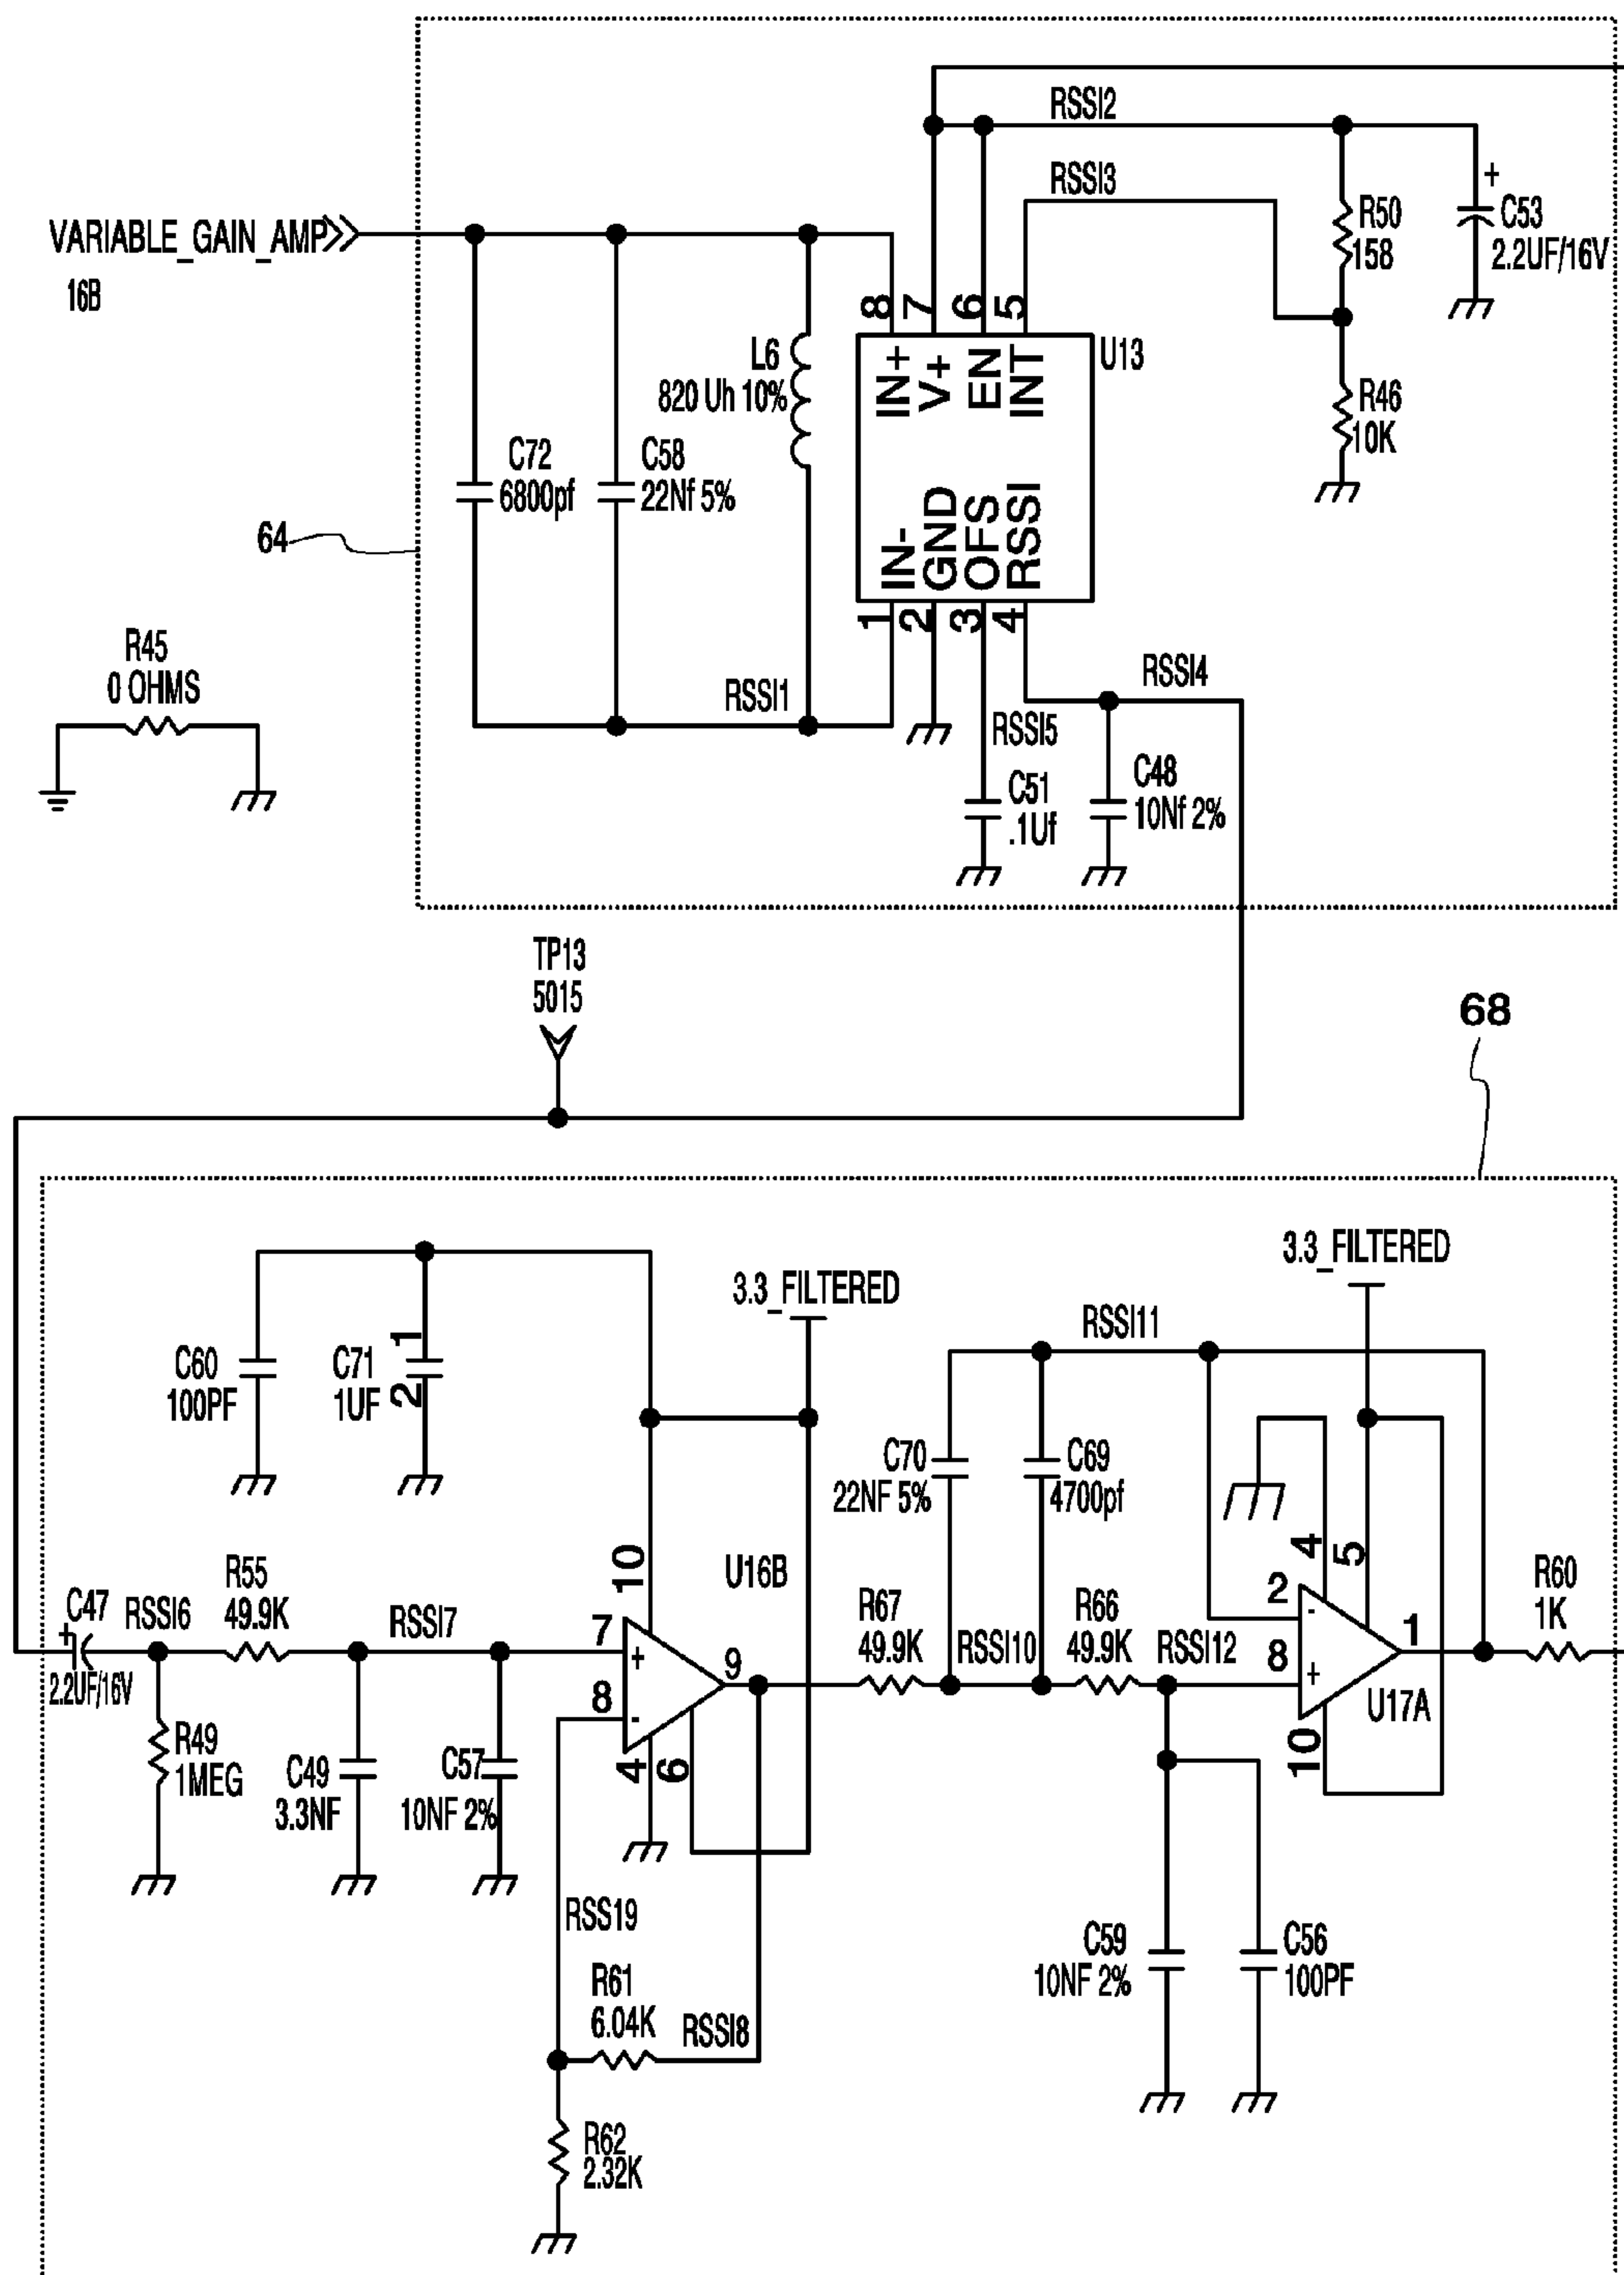 RSSI2
RSSI3
VARIABLE_GAIN_AMP
16B
R50
158
+
C53
2.2UF/16V
8
7
6
5
IN+
V+
EN
INT
U13
L6
820 Uh 10%
R46
10K
C72
6800pf
C58
22Nf 5%
IN-
GND
OFS
RSSI
64
1
2
3
4
R45
0 OHMS
RSSI1
RSSI4
RSSI5
C51
.1Uf
C48
10Nf 2%
TP13
5015
68
3.3_FILTERED
3.3_FILTERED
RSSI11
C60
100PF
C71
1UF
1
2
C70
22NF 5%
C69
4700pf
10
U16B
4
5
C47
+
2.2UF/16V
RSSI6
R55
49.9K
RSSI7
7
+
8
-
9
R67
49.9K
RSSI10
R66
49.9K
RSSI12
2
-
8
+
1
U17A
R60
1K
R49
1MEG
C49
3.3NF
C57
10NF 2%
4
6
10
RSS19
R61
6.04K
RSSI8
C59
10NF 2%
C56
100PF
R62
2.32K